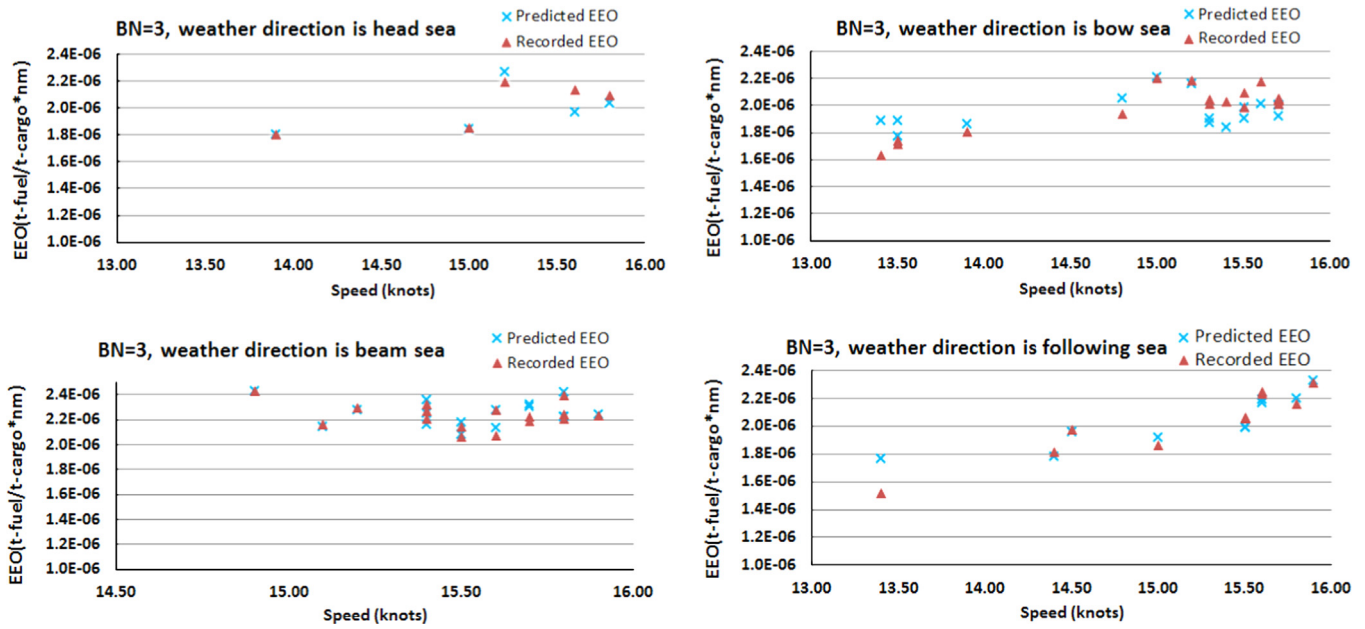 BN=3, weather direction is head sea
Predicted EEO
Recorded EEO
EEO(t-fuel/t-cargo*nm)
2.4E-06
2.2E-06
2.0E-06
1.8E-06
1.6E-06
1.4E-06
1.2E-06
1.0E-06
13.00 13.50 14.00 14.50 15.00 15.50 16.00
Speed (knots)
BN=3, weather direction is bow sea
Predicted EEO
Recorded EEO
EEO(t-fuel/t-cargo*nm)
2.4E-06
2.2E-06
2.0E-06
1.8E-06
1.6E-06
1.4E-06
1.2E-06
1.0E-06
13.00 13.50 14.00 14.50 15.00 15.50 16.00
Speed (knots)
BN=3, weather direction is beam sea
Predicted EEO
Recorded EEO
EEO(t-fuel/t-cargo*nm)
2.4E-06
2.2E-06
2.0E-06
1.8E-06
1.6E-06
1.4E-06
1.2E-06
1.0E-06
14.50 15.00 15.50 16.00
Speed (knots)
BN=3, weather direction is following sea
Predicted EEO
Recorded EEO
EEO(t-fuel/t-cargo*nm)
2.4E-06
2.2E-06
2.0E-06
1.8E-06
1.6E-06
1.4E-06
1.2E-06
1.0E-06
13.00 13.50 14.00 14.50 15.00 15.50 16.00
Speed (knots)